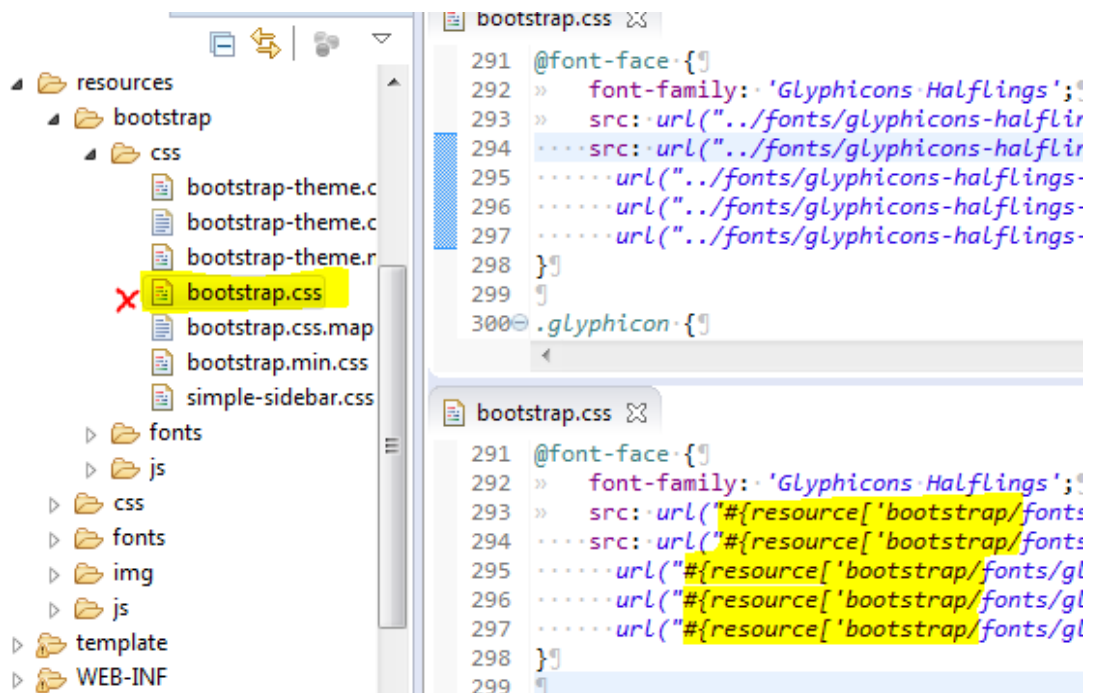 resources
bootstrap
css
bootstrap-theme.c
bootstrap-theme.c
bootstrap-theme.r
bootstrap.css
bootstrap.css.map
bootstrap.min.css
simple-sidebar.css
fonts
js
css
fonts
img
js
template
WEB-INF
bootstrap.css
291 @font-face·{¶
292 » font-family:·'Glyphicons·Halflings';¶
293 » src:·url("../fonts/glyphicons-halflin
294 ····src:·url("../fonts/glyphicons-halflin
295 ······url("../fonts/glyphicons-halflings-
296 ······url("../fonts/glyphicons-halflings-
297 ······url("../fonts/glyphicons-halflings-
298 }¶
299 ¶
300 .glyphicon·{¶
bootstrap.css
291 @font-face·{¶
292 » font-family:·'Glyphicons·Halflings';¶
293 » src:·url("#{resource['bootstrap/fonts
294 ····src:·url("#{resource['bootstrap/fonts
295 ······url("#{resource['bootstrap/fonts/gl
296 ······url("#{resource['bootstrap/fonts/gl
297 ······url("#{resource['bootstrap/fonts/gl
298 }¶
299 ¶